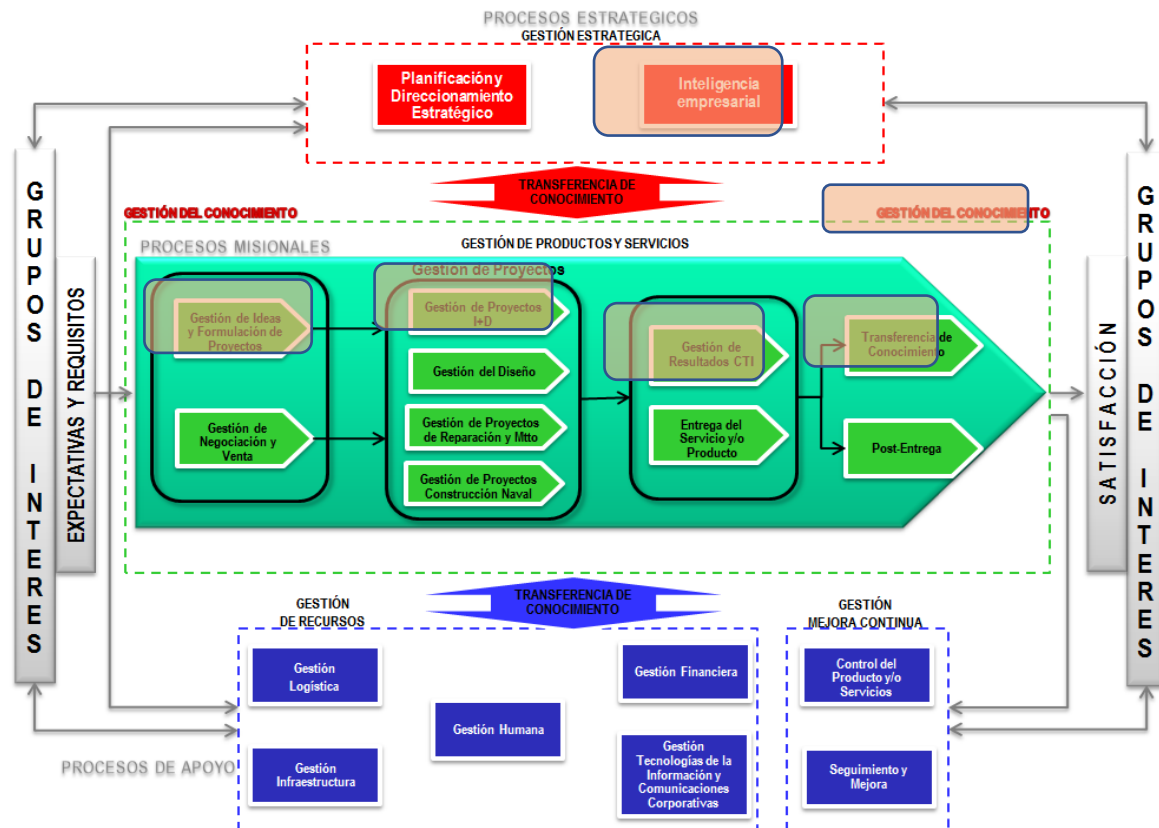 PROCESOS ESTRATEGICOS
GESTIÓN ESTRATEGICA
Planificación y
Direccionamiento
Estratégico
Inteligencia
empresarial
TRANSFERENCIA DE
CONOCIMIENTO
GESTIÓN DEL CONOCIMIENTO
GESTIÓN DEL CONOCIMIENTO
GRUPOS DE INTERES
EXPECTATIVAS Y REQUISITOS
PROCESOS MISIONALES
GESTIÓN DE PRODUCTOS Y SERVICIOS
Gestión de Ideas
y Formulación de
Proyectos
Gestión de
Negociación y
Venta
Gestión de Proyectos
Gestión de Proyectos
I+D
Gestión del Diseño
Gestión de Proyectos
de Reparación y Mtto
Gestión de Proyectos
Construcción Naval
Gestión de
Resultados CTI
Entrega del
Servicio y/o
Producto
Transferencia de
Conocimiento
Post-Entrega
SATISFACCIÓN
GRUPOS DE INTERES
TRANSFERENCIA DE
CONOCIMIENTO
GESTIÓN
DE RECURSOS
GESTIÓN
MEJORA CONTINUA
Gestión
Logística
Gestión Humana
Gestión Financiera
Control del
Producto y/o
Servicios
PROCESOS DE APOYO
Gestión
Infraestructura
Gestión
Tecnologías de la
Información y
Comunicaciones
Corporativas
Seguimiento y
Mejora